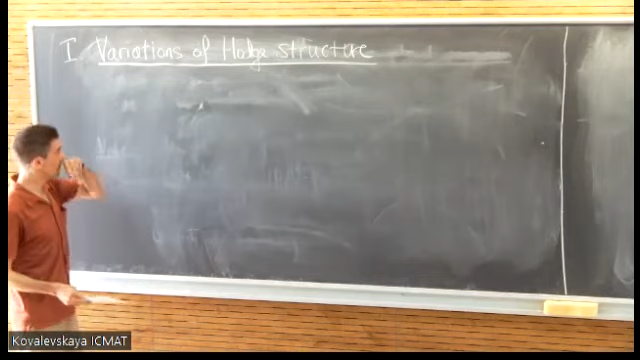 I Variations of Hodge structure
Kovalevskaya ICMAT